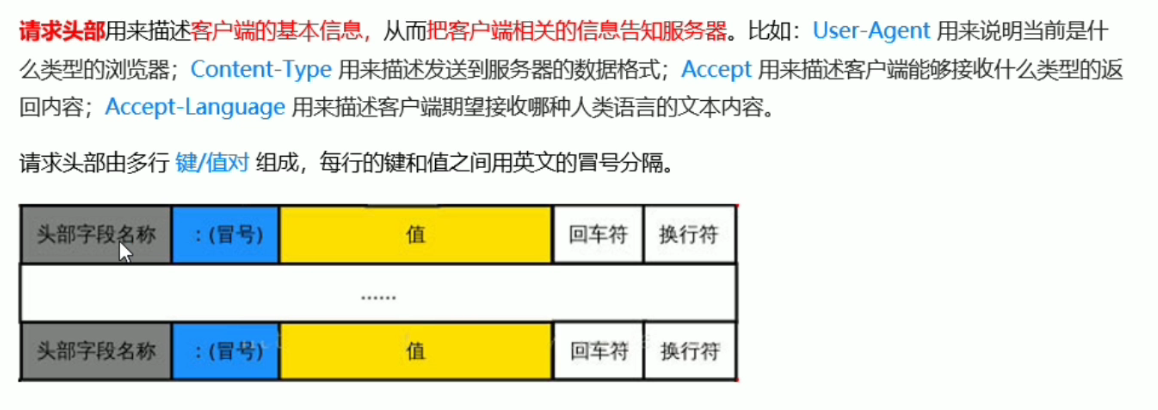 请求头部用来描述客户端的基本信息，从而把客户端相关的信息告知服务器。比如：User-Agent 用来说明当前是什
么类型的浏览器；Content-Type 用来描述发送到服务器的数据格式；Accept 用来描述客户端能够接收什么类型的返
回内容；Accept-Language 用来描述客户端期望接收哪种人类语言的文本内容。
请求头部由多行 键/值对 组成，每行的键和值之间用英文的冒号分隔。
头部字段名称 ：(冒号) 值 回车符 换行符
......
头部字段名称 ：(冒号) 值 回车符 换行符